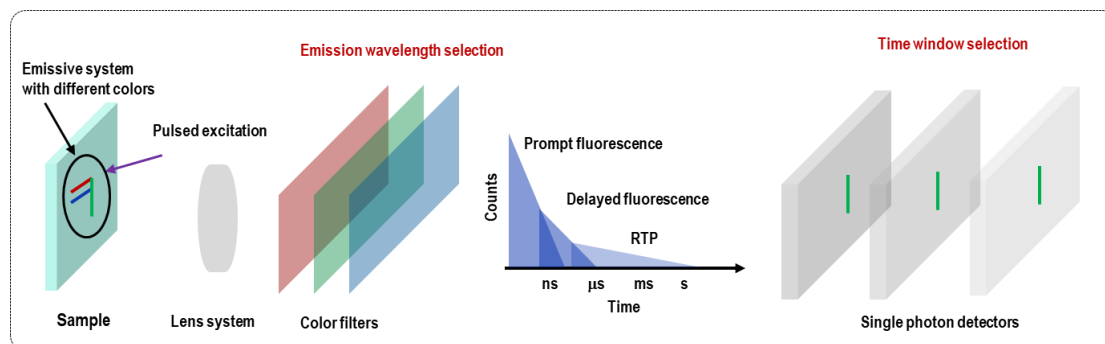 Emission wavelength selection
Time window selection
Emissive system
with different colors
Pulsed excitation
Prompt fluorescence
Delayed fluorescence
RTP
Counts
ns
μs
ms
s
Time
Sample
Lens system
Color filters
Single photon detectors